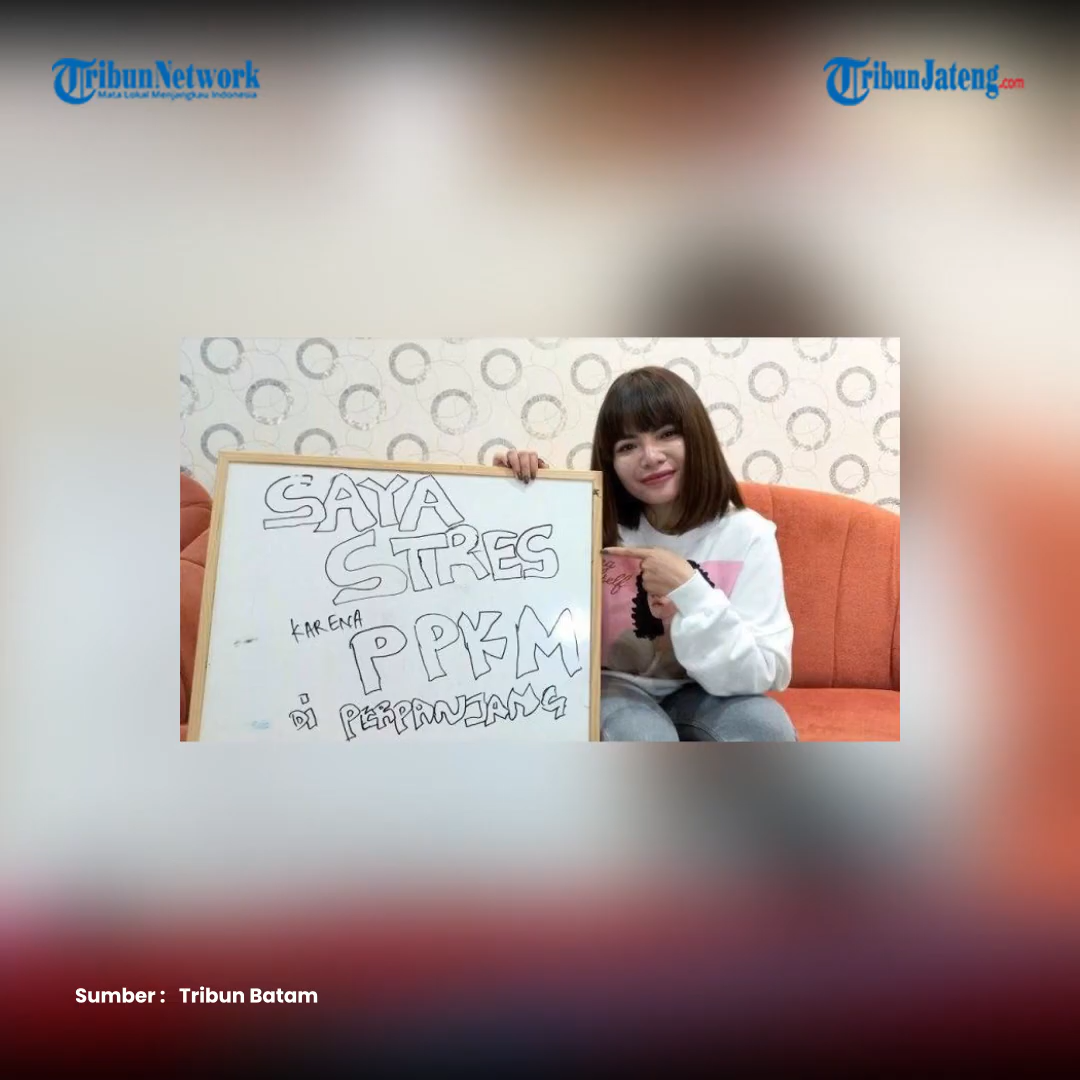 TribunNetwork
Mata Lokal Menjangkau Indonesia
TribunJateng.com
SAYA
STRES
KARENA PPKM
Di PERPANJANG
Sumber : Tribun Batam